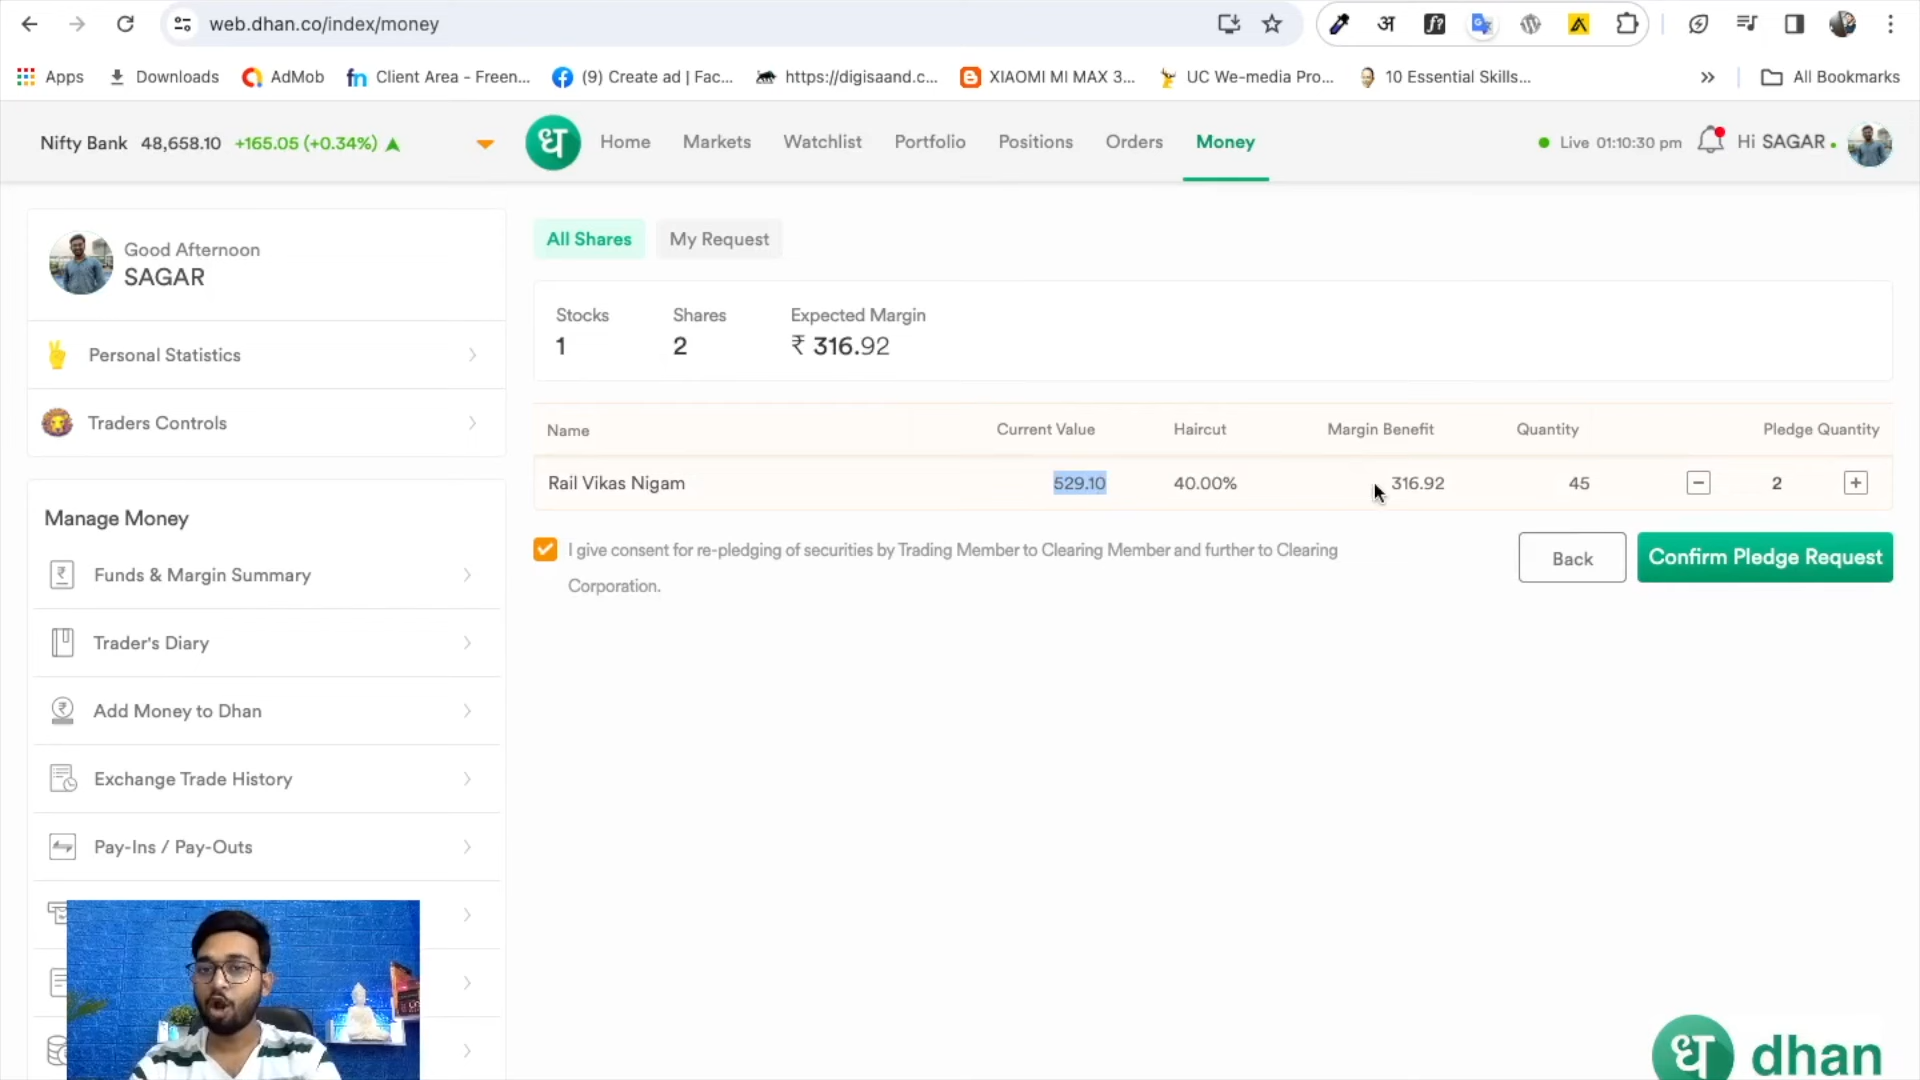 web.dhan.co/index/money
Apps Downloads AdMob Client Area - Freen... (9) Create ad | Fac... https://digisaand.c... XIAOMI MI MAX 3... UC We-media Pro... 10 Essential Skills... » All Bookmarks
Nifty Bank 48,658.10 +165.05 (+0.34%) ध Home Markets Watchlist Portfolio Positions Orders Money Live 01:10:30 pm Hi SAGAR
Good Afternoon
SAGAR
Personal Statistics
Traders Controls
Manage Money
Funds & Margin Summary
Trader's Diary
Add Money to Dhan
Exchange Trade History
Pay-Ins / Pay-Outs
All Shares My Request
Stocks Shares Expected Margin
1 2 ₹ 316.92
Name Current Value Haircut Margin Benefit Quantity Pledge Quantity
Rail Vikas Nigam 529.10 40.00% 316.92 45 − 2 +
I give consent for re-pledging of securities by Trading Member to Clearing Member and further to Clearing
Corporation.
Back Confirm Pledge Request
ध dhan